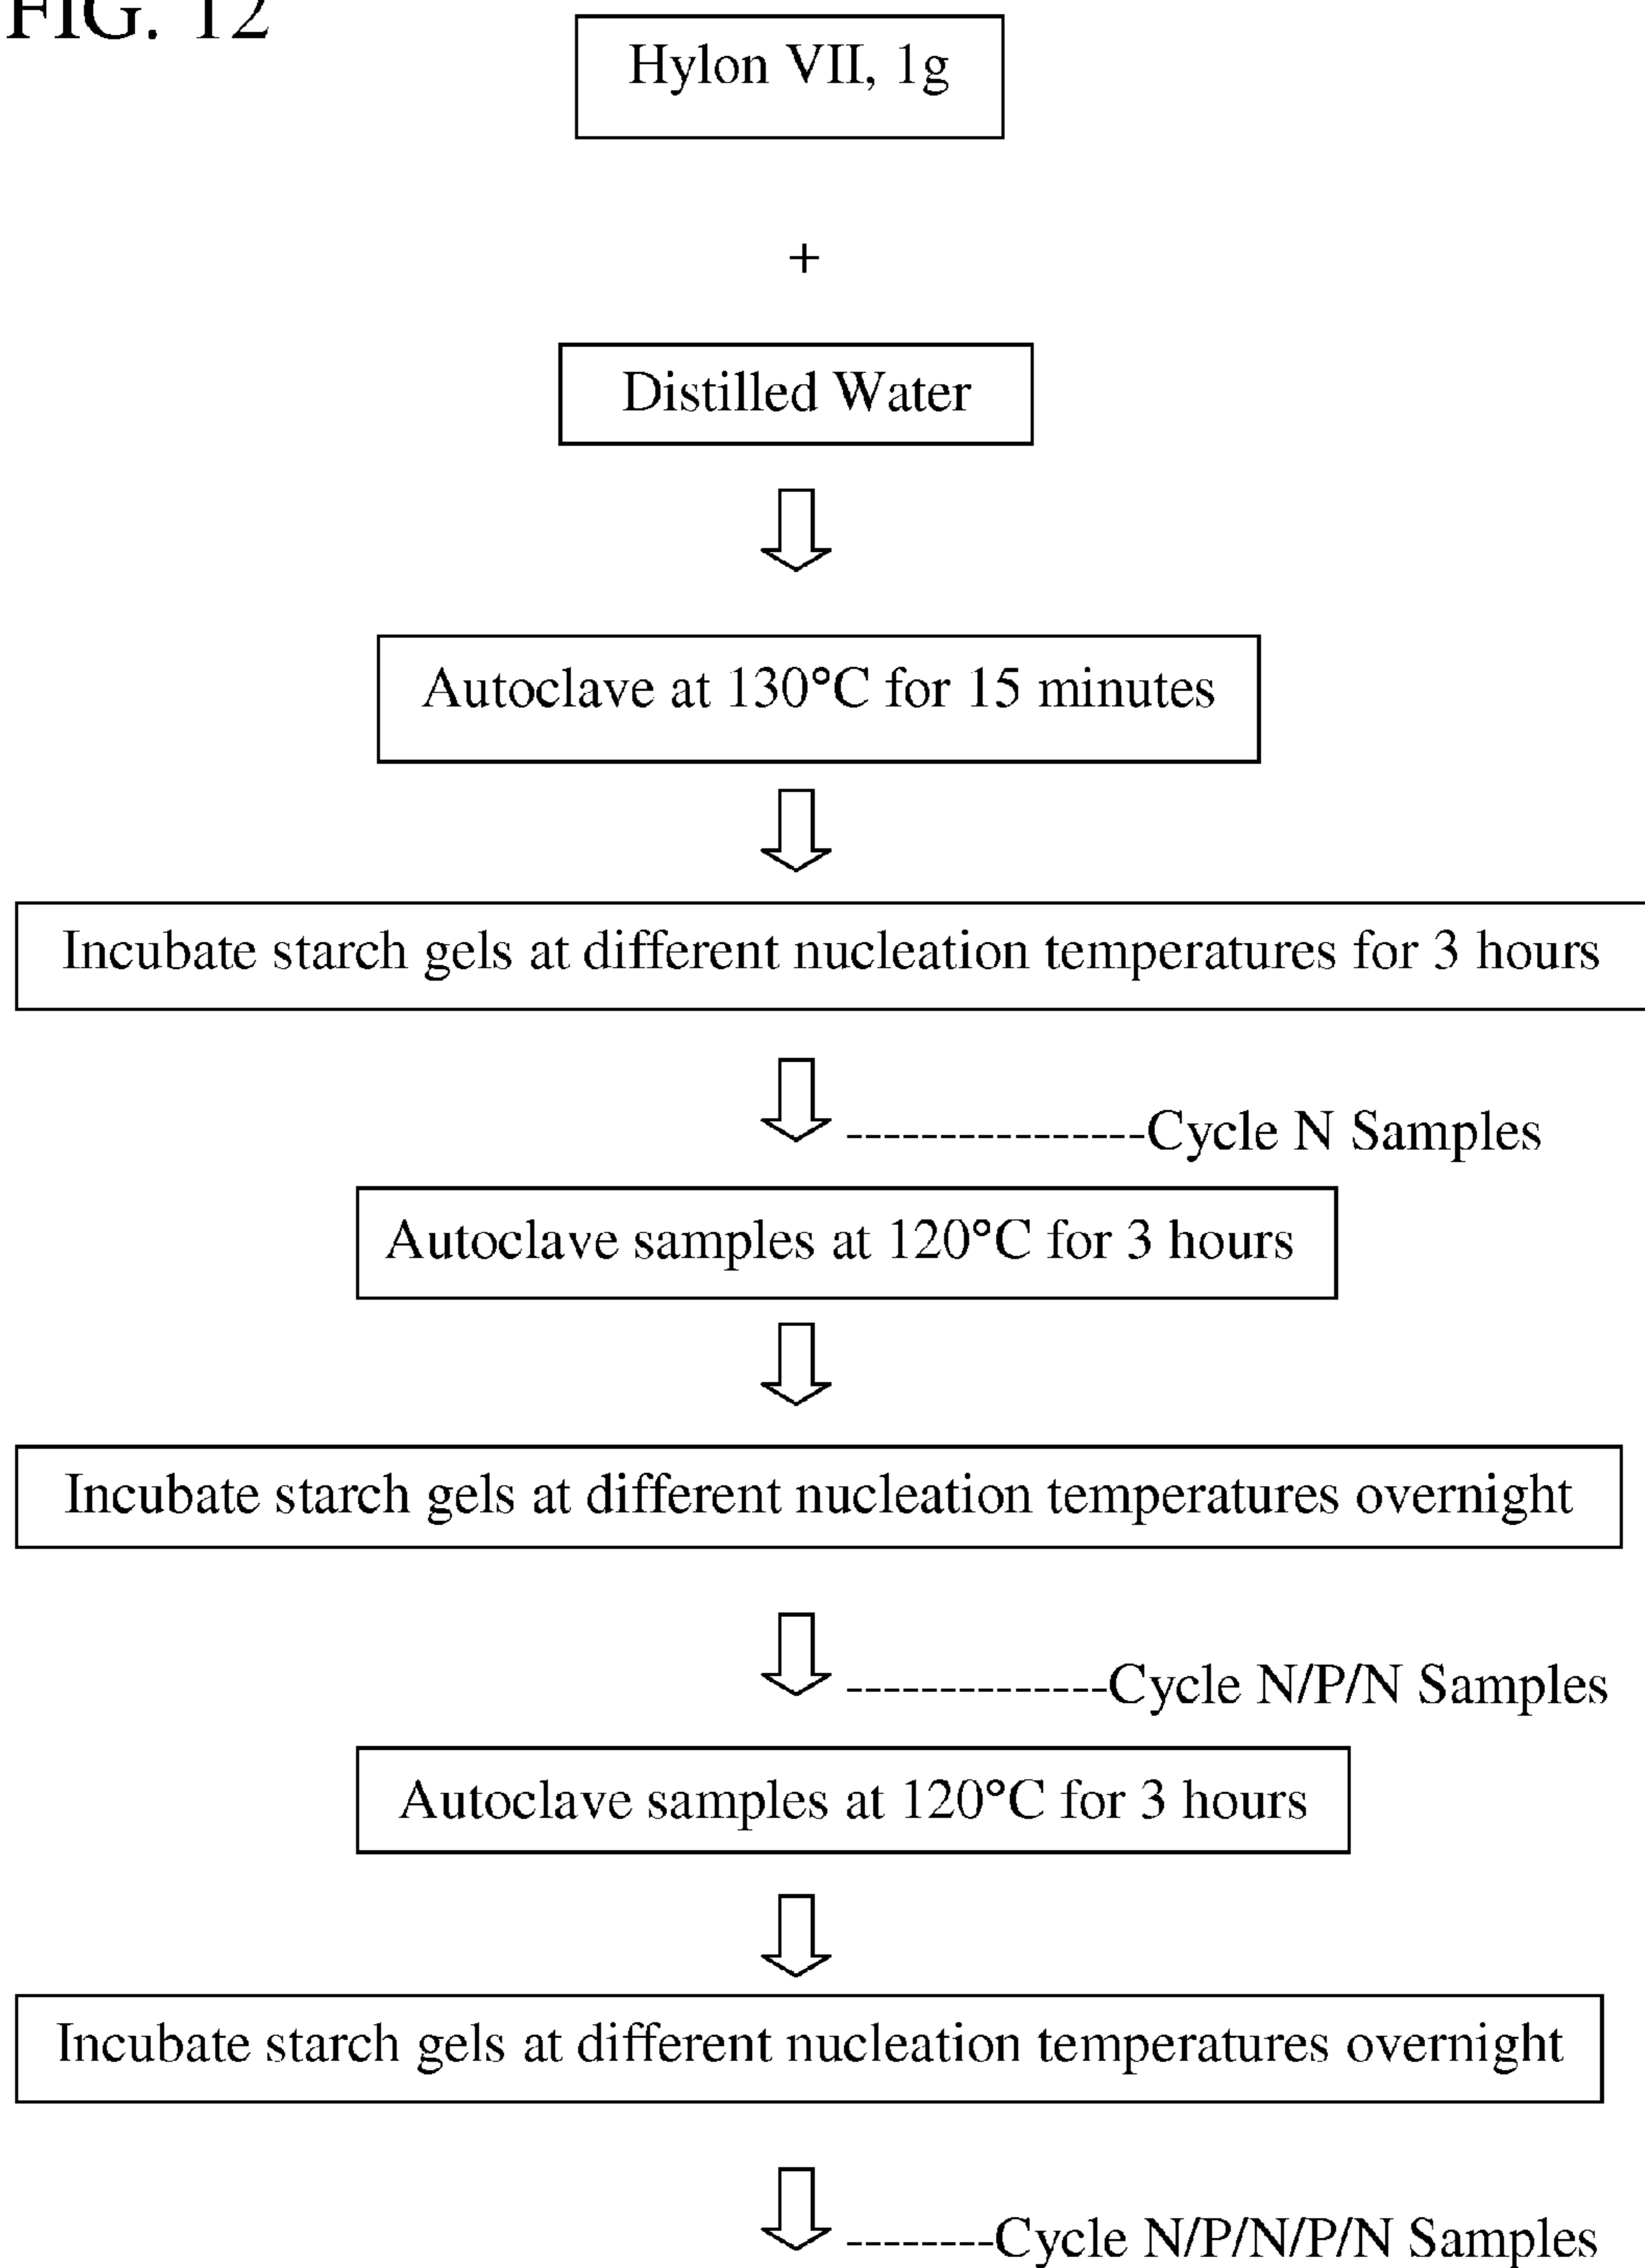 FIG. 12
Hylon VII, 1g
+
Distilled Water
Autoclave at 130°C for 15 minutes
Incubate starch gels at different nucleation temperatures for 3 hours
---------------Cycle N Samples
Autoclave samples at 120°C for 3 hours
Incubate starch gels at different nucleation temperatures overnight
-------------Cycle N/P/N Samples
Autoclave samples at 120°C for 3 hours
Incubate starch gels at different nucleation temperatures overnight
--------Cycle N/P/N/P/N Samples